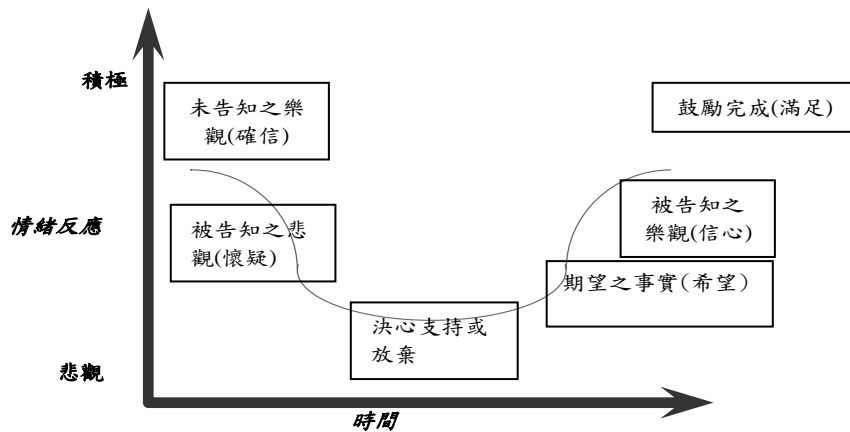 積極
未告知之樂
觀(確信)
鼓勵完成(滿足)
情緒反應
被告知之悲
觀(懷疑)
被告知之
樂觀(信心)
期望之事實(希望)
決心支持或
放棄
悲觀
時間